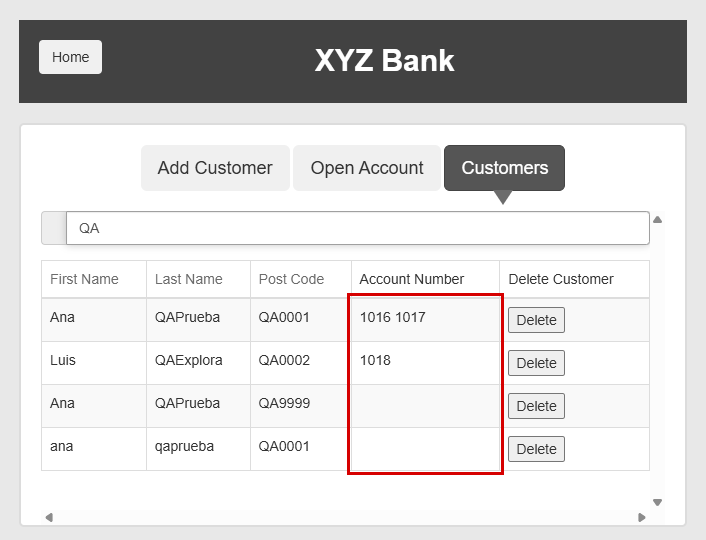 Home
XYZ Bank
Add Customer
Open Account
Customers
QA
First Name Last Name Post Code Account Number Delete Customer
Ana QAPrueba QA0001 1016 1017 Delete
Luis QAExplora QA0002 1018 Delete
Ana QAPrueba QA9999 Delete
ana qaprueba QA0001 Delete